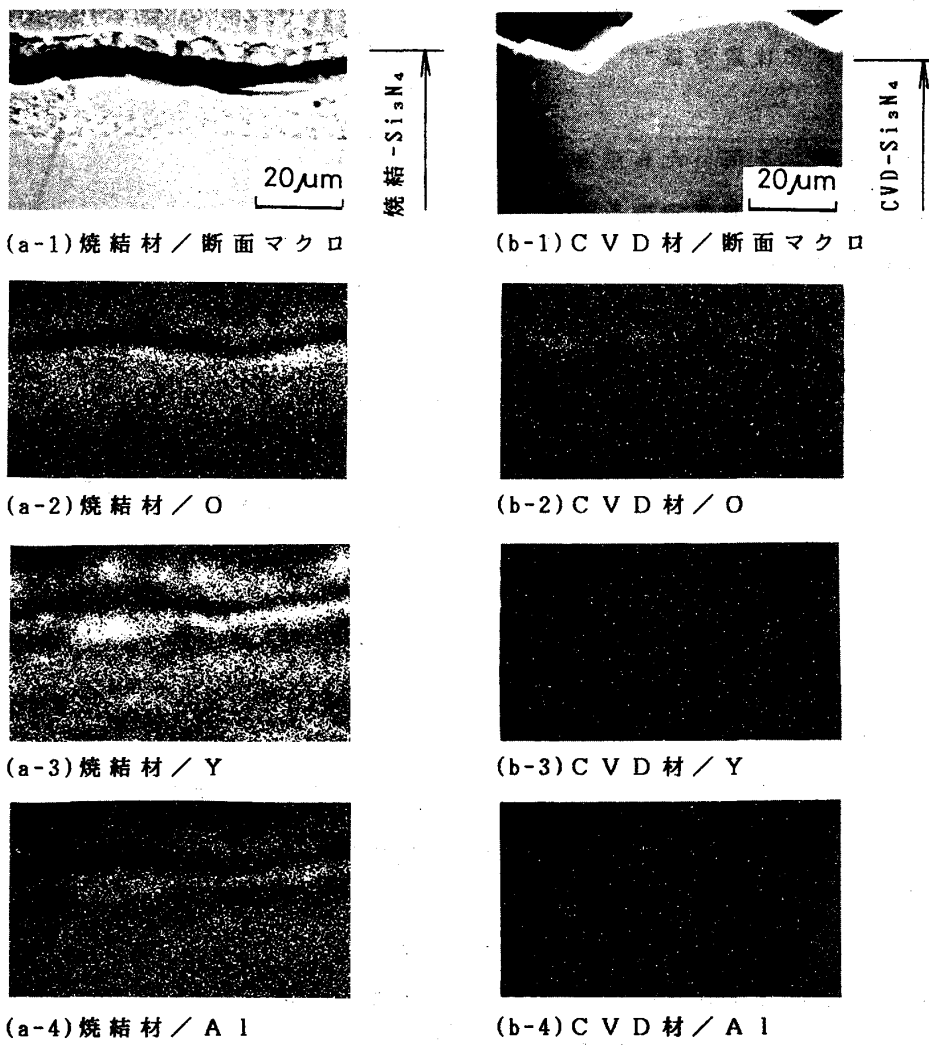 20μm
焼結-Si₃N₄
20μm
CVD-Si₃N₄
(a-1)焼結材／断面マクロ
(b-1)CVD材／断面マクロ
(a-2)焼結材／O
(b-2)CVD材／O
(a-3)焼結材／Y
(b-3)CVD材／Y
(a-4)焼結材／Al
(b-4)CVD材／Al